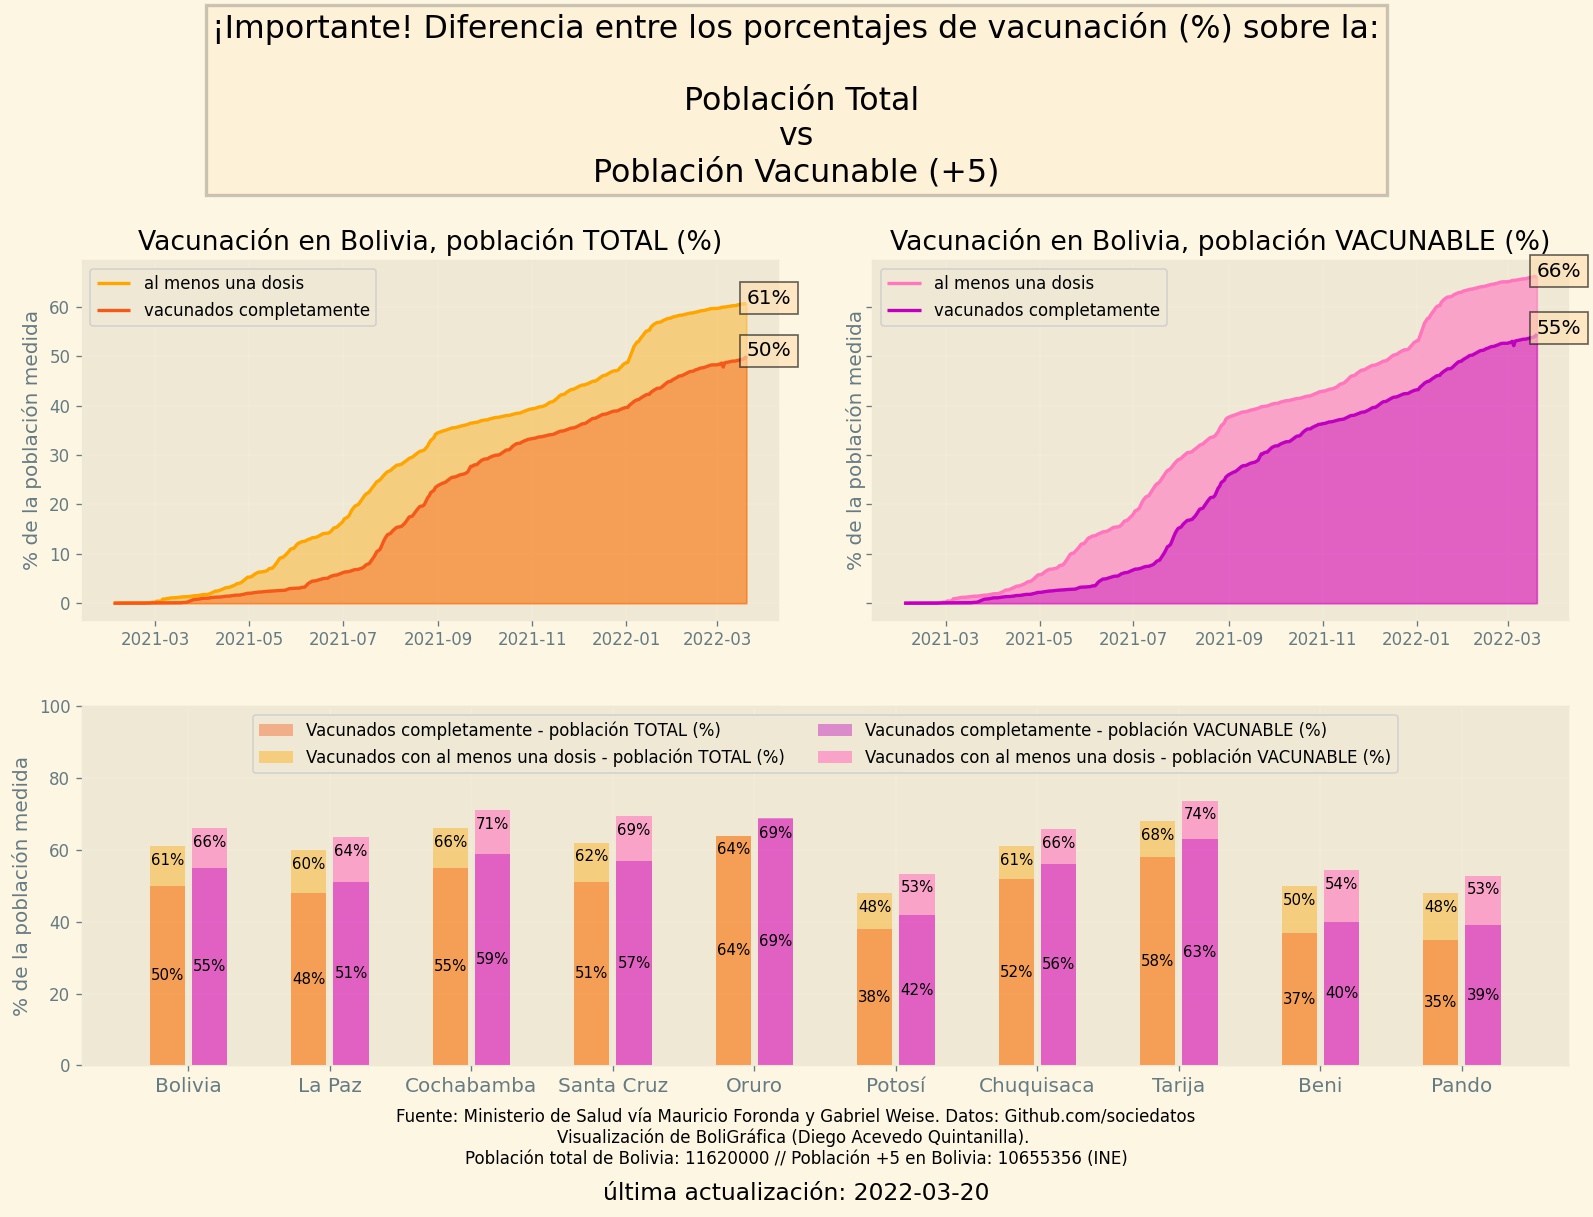 ¡Importante! Diferencia entre los porcentajes de vacunación (%) sobre la:
Población Total
vs
Población Vacunable (+5)
Vacunación en Bolivia, población TOTAL (%)
al menos una dosis
vacunados completamente
61%
50%
% de la población medida
60
50
40
30
20
10
0
2021-03 2021-05 2021-07 2021-09 2021-11 2022-01 2022-03
Vacunación en Bolivia, población VACUNABLE (%)
al menos una dosis
vacunados completamente
66%
55%
% de la población medida
2021-03 2021-05 2021-07 2021-09 2021-11 2022-01 2022-03
% de la población medida
100
80
60
40
20
0
Vacunados completamente - población TOTAL (%)
Vacunados con al menos una dosis - población TOTAL (%)
Vacunados completamente - población VACUNABLE (%)
Vacunados con al menos una dosis - población VACUNABLE (%)
61% 66% 60% 64% 66% 71% 62% 69% 64% 69% 48% 53% 61% 66% 68% 74% 50% 54% 48% 53%
50% 55% 48% 51% 55% 59% 51% 57% 64% 69% 38% 42% 52% 56% 58% 63% 37% 40% 35% 39%
Bolivia La Paz Cochabamba Santa Cruz Oruro Potosí Chuquisaca Tarija Beni Pando
Fuente: Ministerio de Salud vía Mauricio Foronda y Gabriel Weise. Datos: Github.com/sociedatos
Visualización de BoliGráfica (Diego Acevedo Quintanilla).
Población total de Bolivia: 11620000 // Población +5 en Bolivia: 10655356 (INE)
última actualización: 2022-03-20